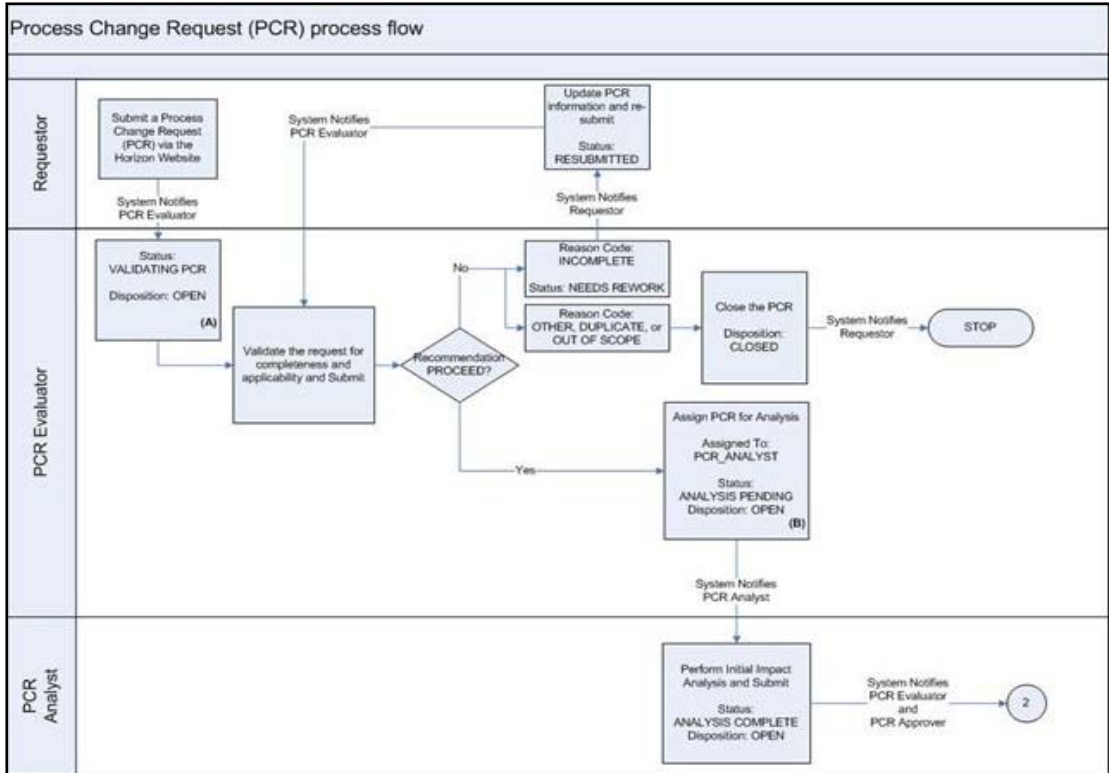 Process Change Request (PCR) process flow
Requestor
Submit a Process
Change Request
(PCR) via the
Horizon Website
System Notifies
PCR Evaluator
System Notifies
PCR Evaluator
Update PCR
information and re-
submit
Status:
RESUBMITTED
System Notifies
Requestor
PCR Evaluator
Status:
VALIDATING PCR
Disposition: OPEN
(A)
Validate the request for
completeness and
applicability and Submit
Recommendation
PROCEED?
No
Reason Code:
INCOMPLETE
Status: NEEDS REWORK
Reason Code:
OTHER, DUPLICATE, or
OUT OF SCOPE
Close the PCR
Disposition:
CLOSED
System Notifies
Requestor
STOP
Yes
Assign PCR for Analysis
Assigned To:
PCR_ANALYST
Status:
ANALYSIS PENDING
Disposition: OPEN
(B)
System Notifies
PCR Analyst
PCR
Analyst
Perform Initial Impact
Analysis and Submit
Status:
ANALYSIS COMPLETE
Disposition: OPEN
System Notifies
PCR Evaluator
and
PCR Approver
2